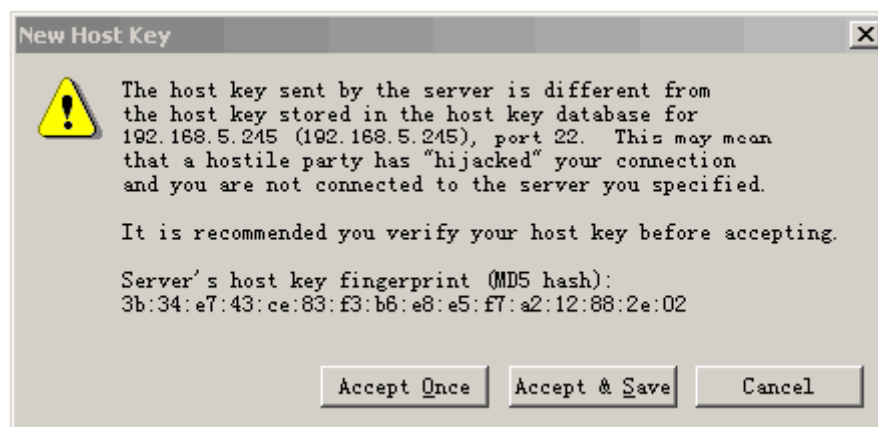 New Host Key
The host key sent by the server is different from
the host key stored in the host key database for
192.168.5.245 (192.168.5.245), port 22. This may mean
that a hostile party has "hijacked" your connection
and you are not connected to the server you specified.
It is recommended you verify your host key before accepting.
Server's host key fingerprint (MD5 hash):
3b:34:e7:43:ce:83:f3:b6:e8:e5:f7:a2:12:88:2e:02
Accept Once Accept & Save Cancel